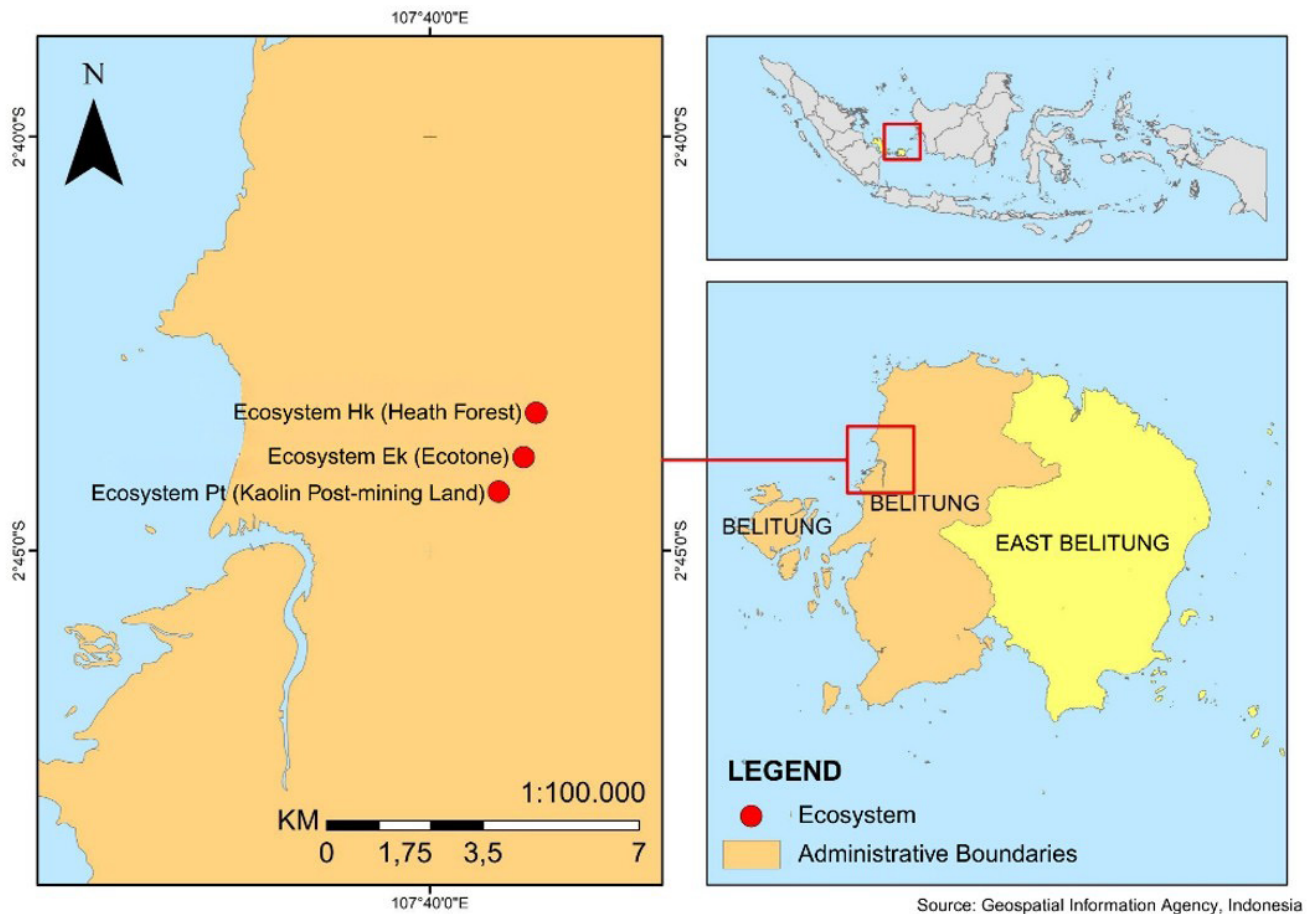 107°40'0"E
N
2°40'0"S
2°40'0"S
Ecosystem Hk (Heath Forest)
Ecosystem Ek (Ecotone)
Ecosystem Pt (Kaolin Post-mining Land)
2°45'0"S
2°45'0"S
1:100.000
KM
0 1,75 3,5 7
107°40'0"E
BELITUNG
BELITUNG
EAST BELITUNG
LEGEND
Ecosystem
Administrative Boundaries
Source: Geospatial Information Agency, Indonesia